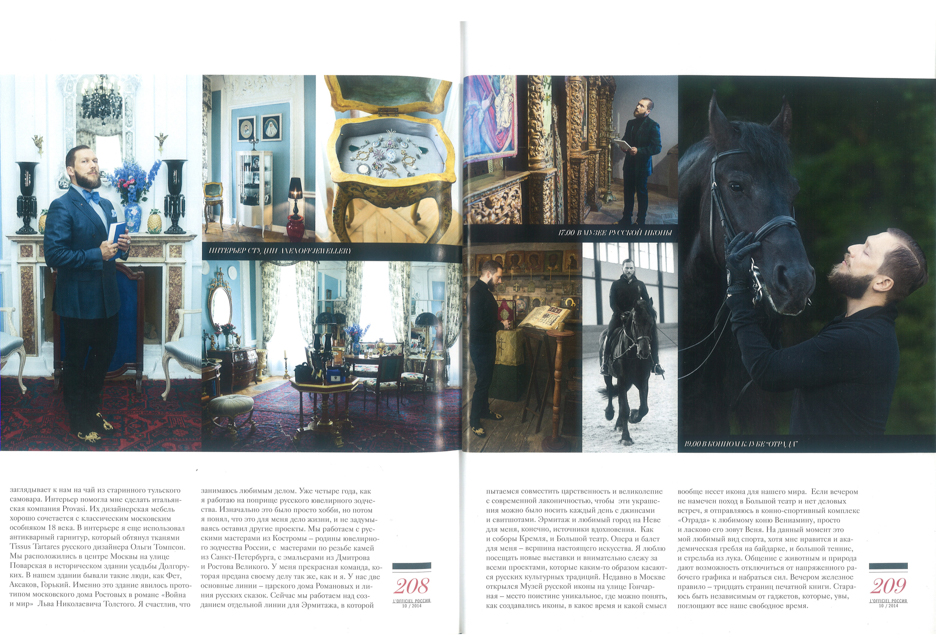 ИНТЕРЬЕР СТУДИИ AXENOFFJEWELLERY
17.00 В МУЗЕЕ РУССКОЙ ИКОНЫ
19.00 В КОННОМ КЛУБЕ "ОТРАДА"
заглядывает к нам на чай из старинного тульского
самовара. Интерьер помогла мне сделать итальян-
ская компания Provasi. Их дизайнерская мебель
хорошо сочетается с классическим московским
особняком 18 века. В интерьере я еще использовал
антикварный гарнитур, который обтянул тканями
Tissus Tartares русского дизайнера Ольги Томпсон.
Мы расположились в центре Москвы на улице
Поварская в историческом здании усадьбы Долгору-
ких. В нашем здании бывали такие люди, как Фет,
Аксаков, Горький. Именно это здание явилось прото-
типом московского дома Ростовых в романе «Война
и мир» Льва Николаевича Толстого. Я счастлив, что
занимаюсь любимым делом. Уже четыре года, как
я работаю на поприще русского ювелирного зодче-
ства. Изначально это было просто хобби, но потом
я понял, что это для меня дело жизни, и не задумы-
ваясь оставил другие проекты. Мы работаем с рус-
скими мастерами из Костромы – родины ювелирно-
го зодчества России, с мастерами по резьбе камей
из Санкт-Петербурга, с эмальерами из Дмитрова
и Ростова Великого. У меня прекрасная команда, ко-
торая предана своему делу так же, как и я. У нас две
основные линии – царского дома Романовых и ли-
ния русских сказок. Сейчас мы работаем над соз-
данием отдельной линии для Эрмитажа, в которой
208
L'OFFICIEL РОССИЯ
10 / 2014
пытаемся совместить царственность и великолепие
с современной лаконичностью, чтобы эти украше-
ния можно было носить каждый день с джинсами
и свитшотами. Эрмитаж и любимый город на Неве
для меня, конечно, источники вдохновения. Как
и соборы Кремля, и Большой театр. Опера и балет
для меня – вершина настоящего искусства. Я люблю
посещать новые выставки и внимательно слежу за
всеми проектами, которые каким-то образом касают-
ся русских культурных традиций. Недавно в Москве
появился Музей русской иконы на улице Гончар-
ная – место поистине уникальное, где можно понять,
как создавались иконы, в какое время и какой смысл
вообще несет икона для нашего мира. Если вечером
не намечен поход в Большой театр и нет деловых
встреч, я отправляюсь в конно-спортивный комплекс
«Отрада» к любимому коню Вениамину, просто
и ласково его зовут Веня. На данный момент это
мой любимый вид спорта, хотя мне нравится и ака-
демическая гребля на байдарке, и большой теннис,
и стрельба из лука. Общение с животным и природа
дают возможность отключиться от напряженного ра-
бочего графика и набраться сил. Вечером железное
правило – тридцать страниц печатной книги. Стара-
юсь быть независимым от гаджетов, которые, увы,
поглощают все наше свободное время.
209
L'OFFICIEL РОССИЯ
10 / 2014